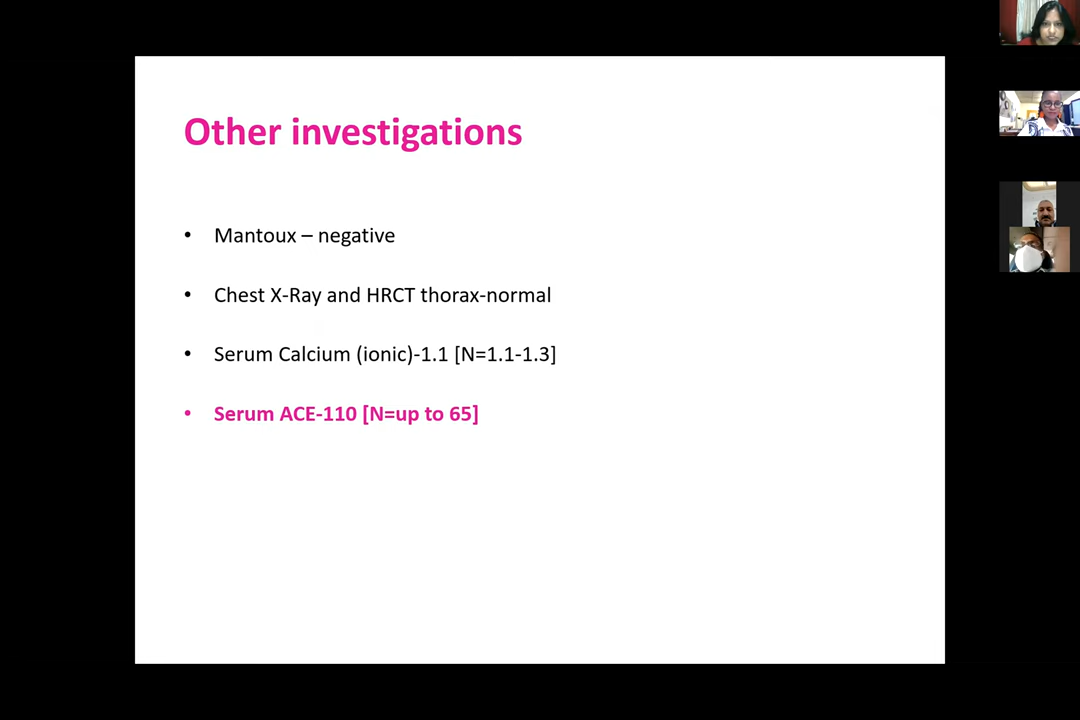 Other investigations
• Mantoux – negative
• Chest X-Ray and HRCT thorax-normal
• Serum Calcium (ionic)-1.1 [N=1.1-1.3]
• Serum ACE-110 [N=up to 65]